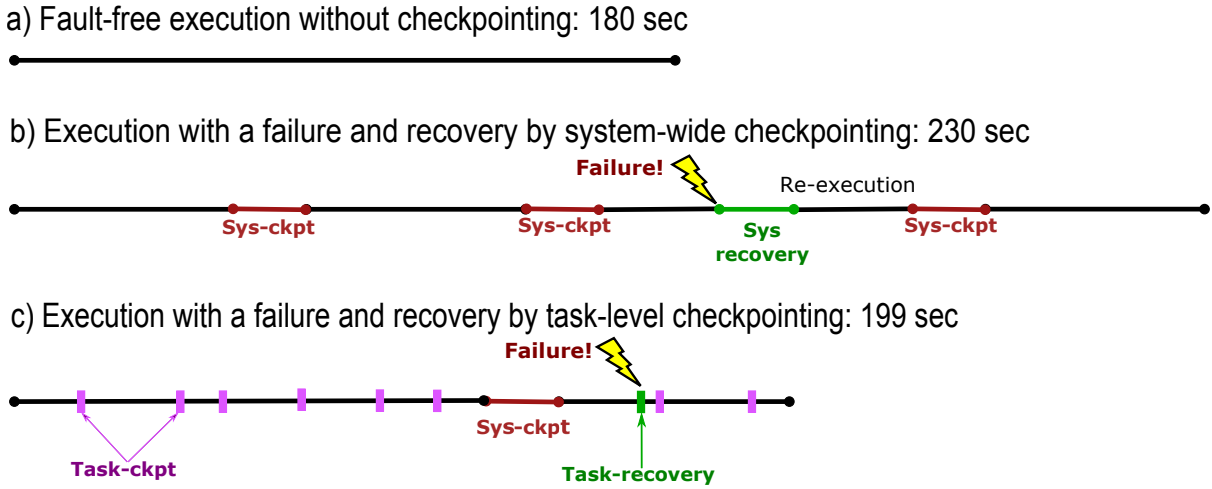 a) Fault-free execution without checkpointing: 180 sec
b) Execution with a failure and recovery by system-wide checkpointing: 230 sec
Failure!
Re-execution
Sys-ckpt
Sys-ckpt
Sys
recovery
Sys-ckpt
c) Execution with a failure and recovery by task-level checkpointing: 199 sec
Failure!
Sys-ckpt
Task-ckpt
Task-recovery